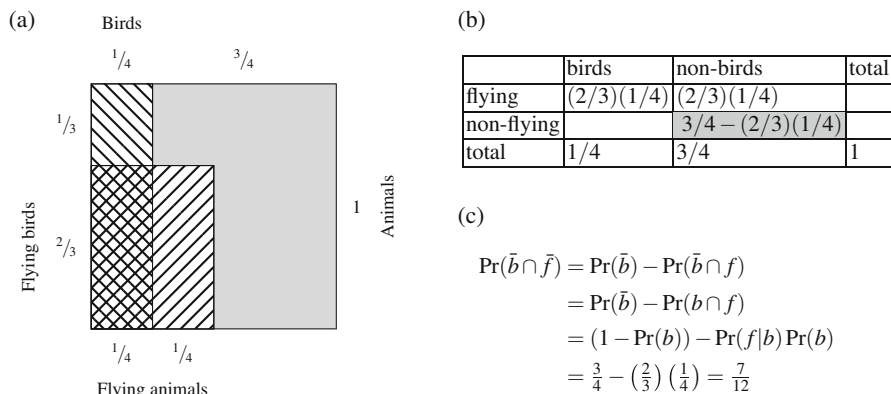 (a)
Birds
1/4 3/4
1/3
Flying birds
2/3
1
Animals
1/4 1/4
Flying animals
(b)
birds non-birds total
flying (2/3)(1/4) (2/3)(1/4)
non-flying 3/4 − (2/3)(1/4)
total 1/4 3/4 1
(c)
Pr(b̄ ∩ f̄) = Pr(b̄) − Pr(b̄ ∩ f)
= Pr(b̄) − Pr(b ∩ f)
= (1 − Pr(b)) − Pr(f|b) Pr(b)
= 3/4 − (2/3) (1/4) = 7/12